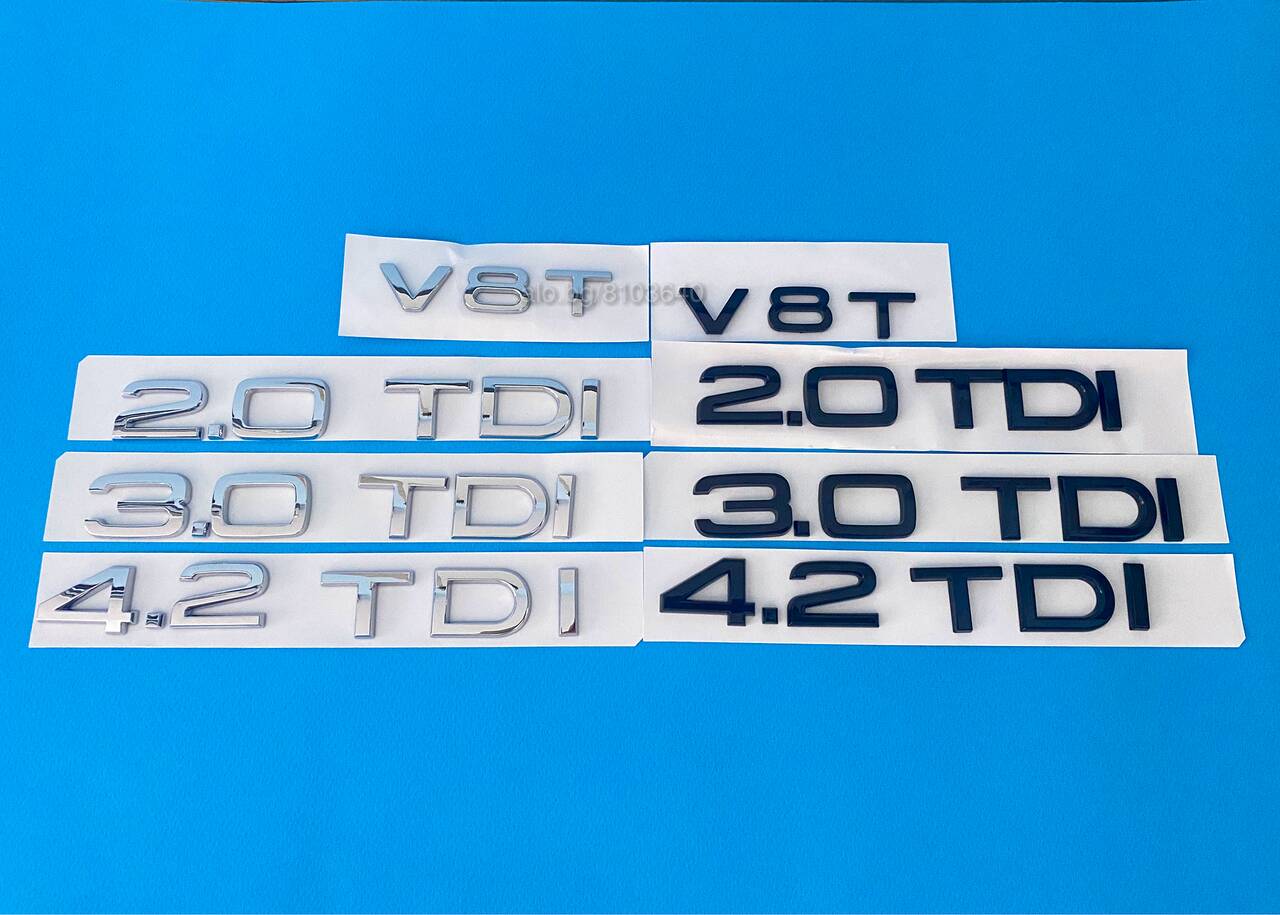 V8T V8T
2.0 TDI 2.0 TDI
3.0 TDI 3.0 TDI
4.2 TDI 4.2 TDI